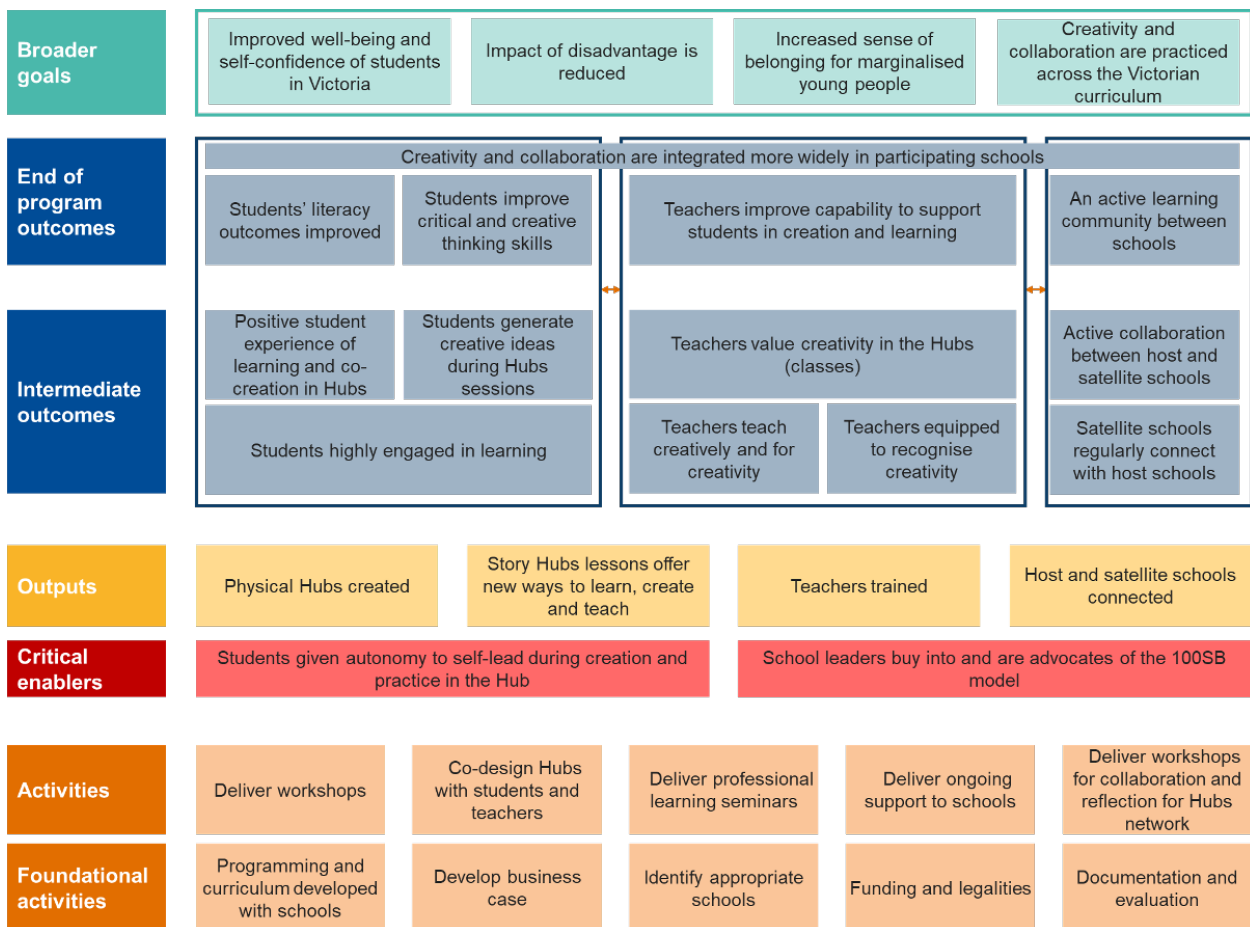 Broader
goals
Improved well-being and
self-confidence of students
in Victoria
Impact of disadvantage is
reduced
Increased sense of
belonging for marginalised
young people
Creativity and
collaboration are practiced
across the Victorian
curriculum
End of
program
outcomes
Creativity and collaboration are integrated more widely in participating schools
Students’ literacy
outcomes improved
Students improve
critical and creative
thinking skills
Teachers improve capability to support
students in creation and learning
An active learning
community between
schools
Intermediate
outcomes
Positive student
experience of
learning and co-
creation in Hubs
Students generate
creative ideas
during Hubs
sessions
Teachers value creativity in the Hubs
(classes)
Active collaboration
between host and
satellite schools
Students highly engaged in learning
Teachers teach
creatively and for
creativity
Teachers equipped
to recognise
creativity
Satellite schools
regularly connect
with host schools
Outputs
Physical Hubs created
Story Hubs lessons offer
new ways to learn, create
and teach
Teachers trained
Host and satellite schools
connected
Critical
enablers
Students given autonomy to self-lead during creation and
practice in the Hub
School leaders buy into and are advocates of the 100SB
model
Activities
Deliver workshops
Co-design Hubs
with students and
teachers
Deliver professional
learning seminars
Deliver ongoing
support to schools
Deliver workshops
for collaboration and
reflection for Hubs
network
Foundational
activities
Programming and
curriculum developed
with schools
Develop business
case
Identify appropriate
schools
Funding and legalities
Documentation and
evaluation